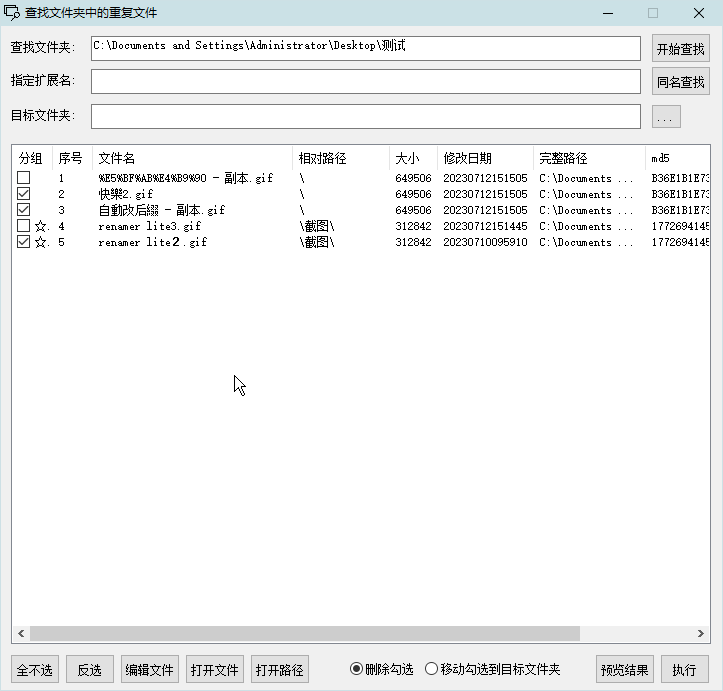 查找文件夹中的重复文件
查找文件夹: C:\Documents and Settings\Administrator\Desktop\测试 开始查找
指定扩展名: 同名查找
目标文件夹: ...
分组 序号 文件名 相对路径 大小 修改日期 完整路径 md5
1 %E5%BF%AB%E4%B9%90 - 副本.gif \ 649506 20230712151505 C:\Documents ... B36E1B1E73
2 快樂2.gif \ 649506 20230712151505 C:\Documents ... B36E1B1E73
3 自動改后綴 - 副本.gif \ 649506 20230712151505 C:\Documents ... B36E1B1E73
☆. 4 renamer lite3.gif \截图\ 312842 20230712151445 C:\Documents ... 1772694145
☆. 5 renamer lite２.gif \截图\ 312842 20230710095910 C:\Documents ... 1772694145
全不选 反选 编辑文件 打开文件 打开路径 删除勾选 移动勾选到目标文件夹 预览结果 执行